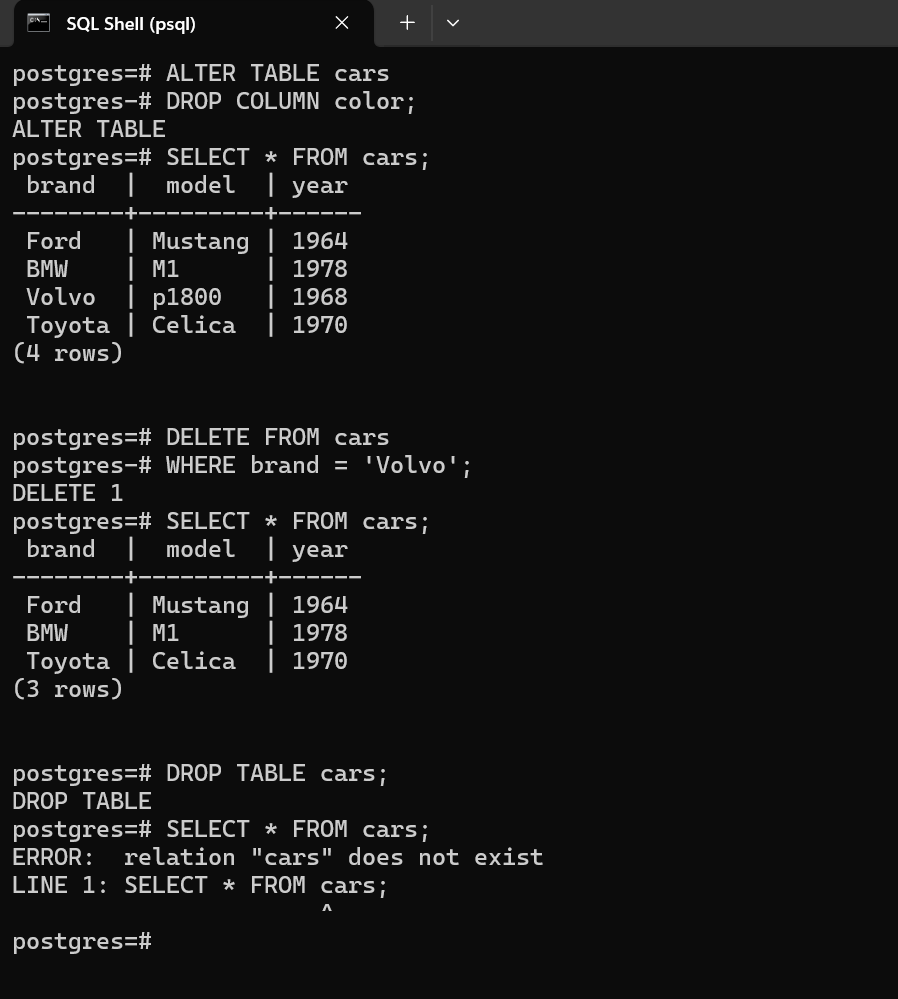 SQL Shell (psql)
postgres=# ALTER TABLE cars
postgres-# DROP COLUMN color;
ALTER TABLE
postgres=# SELECT * FROM cars;
 brand  |  model  | year
--------+---------+------
 Ford   | Mustang | 1964
 BMW    | M1      | 1978
 Volvo  | p1800   | 1968
 Toyota | Celica  | 1970
(4 rows)
postgres=# DELETE FROM cars
postgres-# WHERE brand = 'Volvo';
DELETE 1
postgres=# SELECT * FROM cars;
 brand  |  model  | year
--------+---------+------
 Ford   | Mustang | 1964
 BMW    | M1      | 1978
 Toyota | Celica  | 1970
(3 rows)
postgres=# DROP TABLE cars;
DROP TABLE
postgres=# SELECT * FROM cars;
ERROR:  relation "cars" does not exist
LINE 1: SELECT * FROM cars;
                      ^
postgres=#